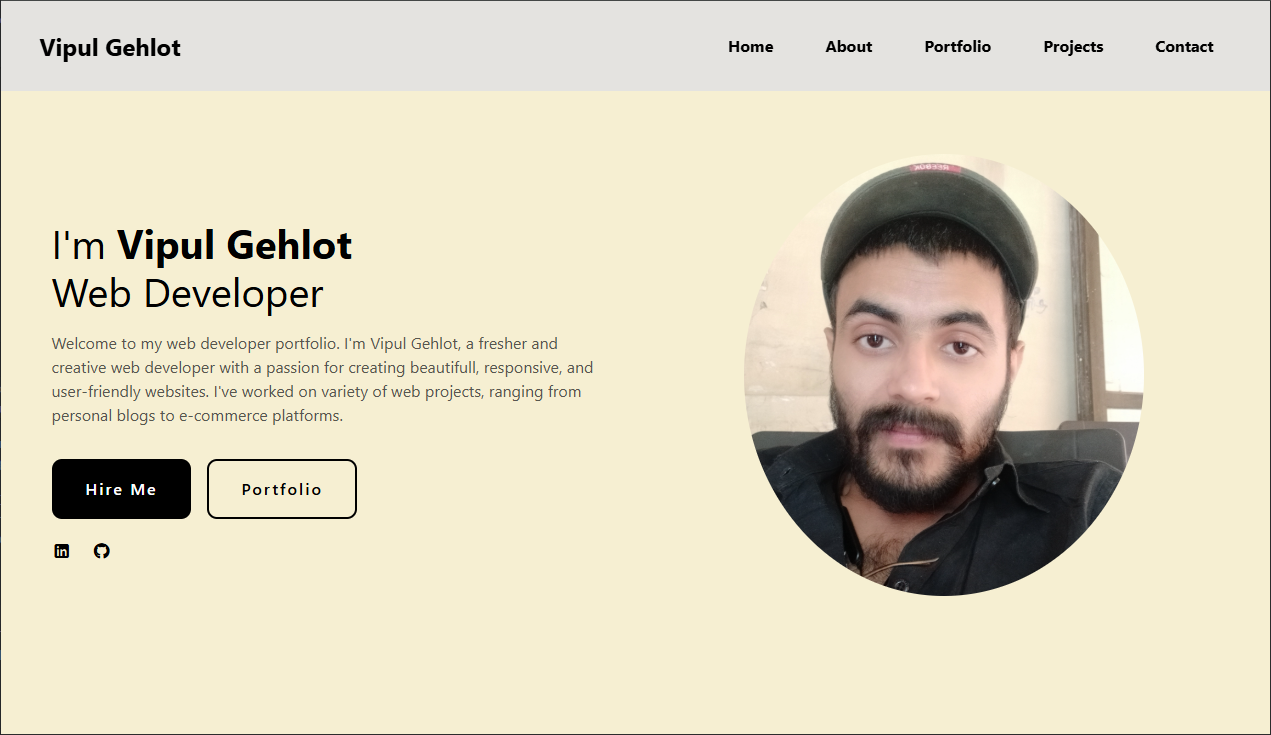 Vipul Gehlot
Home About Portfolio Projects Contact
I'm Vipul Gehlot
Web Developer
Welcome to my web developer portfolio. I'm Vipul Gehlot, a fresher and
creative web developer with a passion for creating beautifull, responsive, and
user-friendly websites. I've worked on variety of web projects, ranging from
personal blogs to e-commerce platforms.
Hire Me Portfolio
in